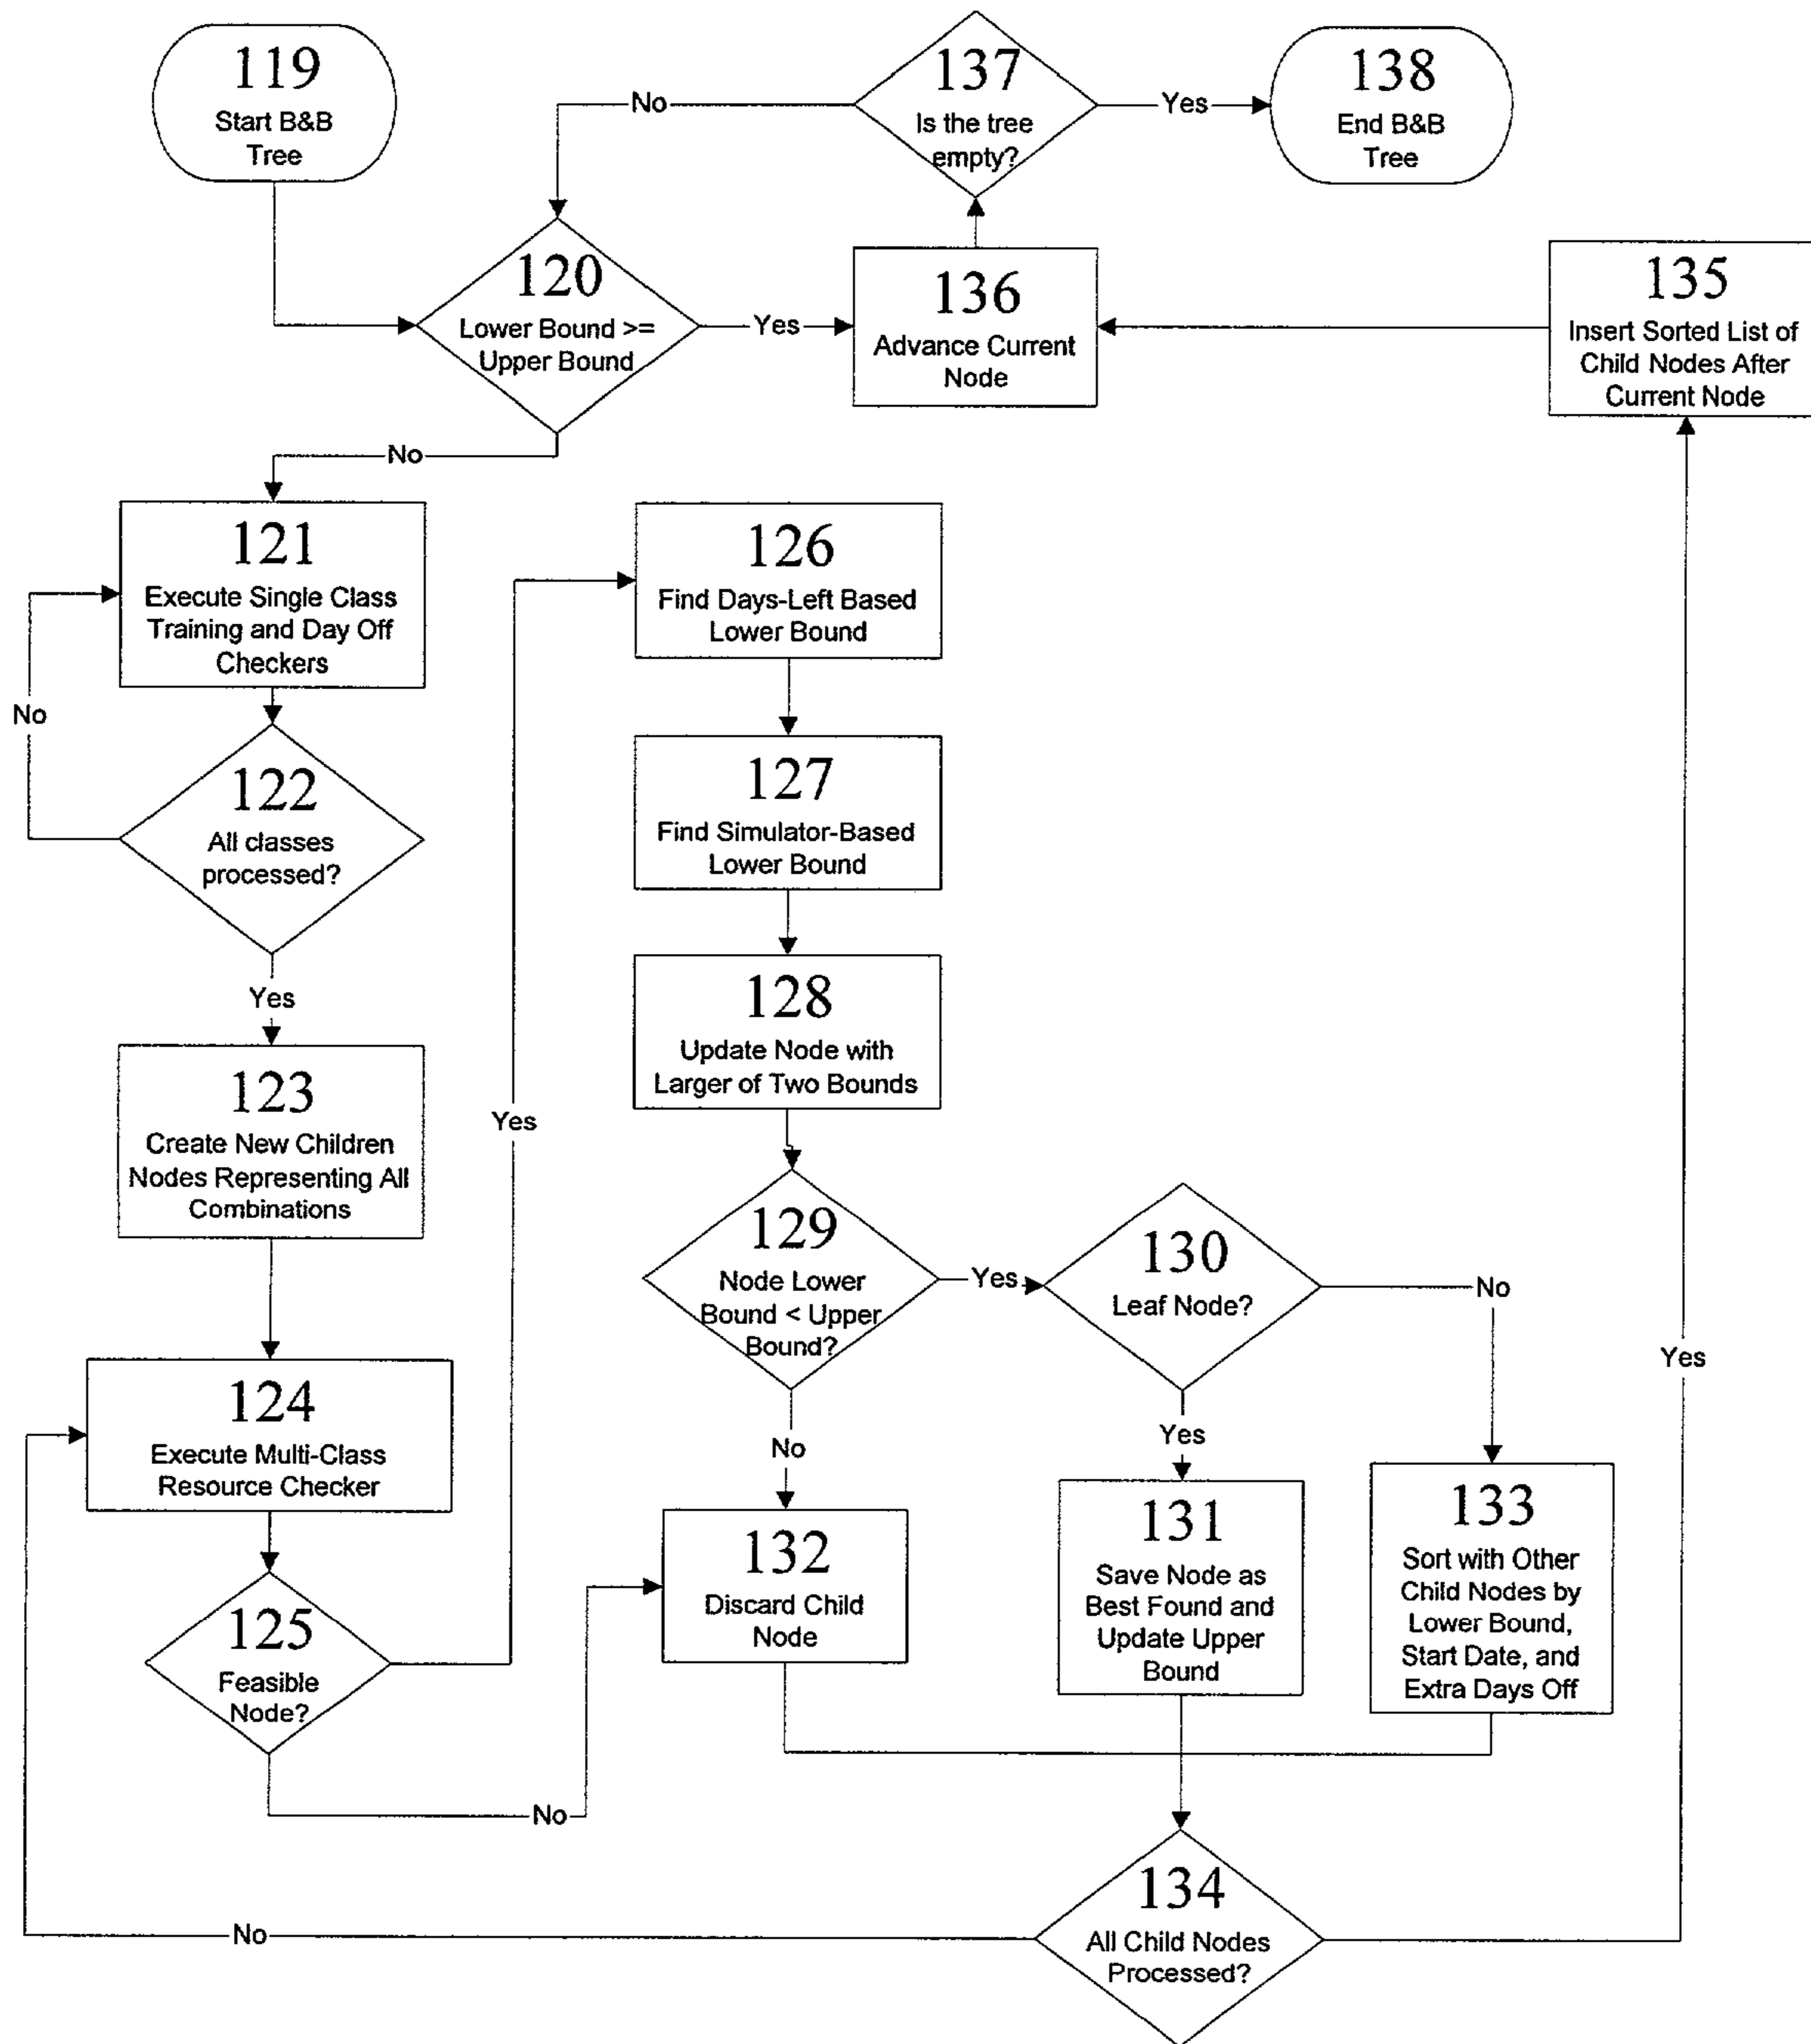 119
Start B&B
Tree
137
Is the tree
empty?
138
End B&B
Tree
No
Yes
120
Lower Bound >=
Upper Bound
Yes
136
Advance Current
Node
135
Insert Sorted List of
Child Nodes After
Current Node
No
121
Execute Single Class
Training and Day Off
Checkers
No
122
All classes
processed?
Yes
123
Create New Children
Nodes Representing All
Combinations
124
Execute Multi-Class
Resource Checker
125
Feasible
Node?
Yes
No
126
Find Days-Left Based
Lower Bound
127
Find Simulator-Based
Lower Bound
128
Update Node with
Larger of Two Bounds
129
Node Lower
Bound < Upper
Bound?
Yes
No
130
Leaf Node?
No
Yes
132
Discard Child
Node
131
Save Node as
Best Found and
Update Upper
Bound
133
Sort with Other
Child Nodes by
Lower Bound,
Start Date, and
Extra Days Off
134
All Child Nodes
Processed?
No
Yes